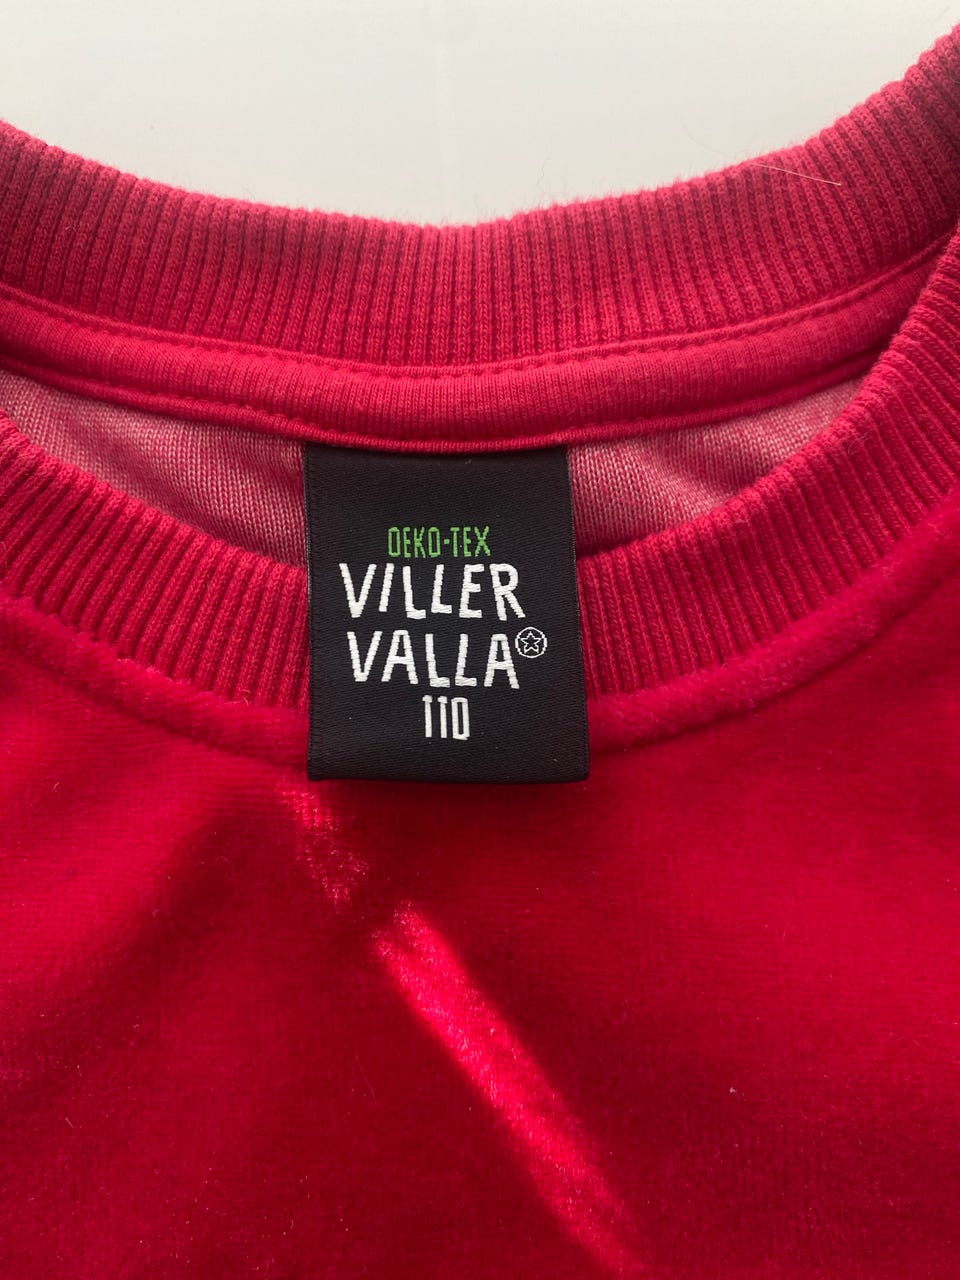 OEKO-TEX
VILLER
VALLA
110